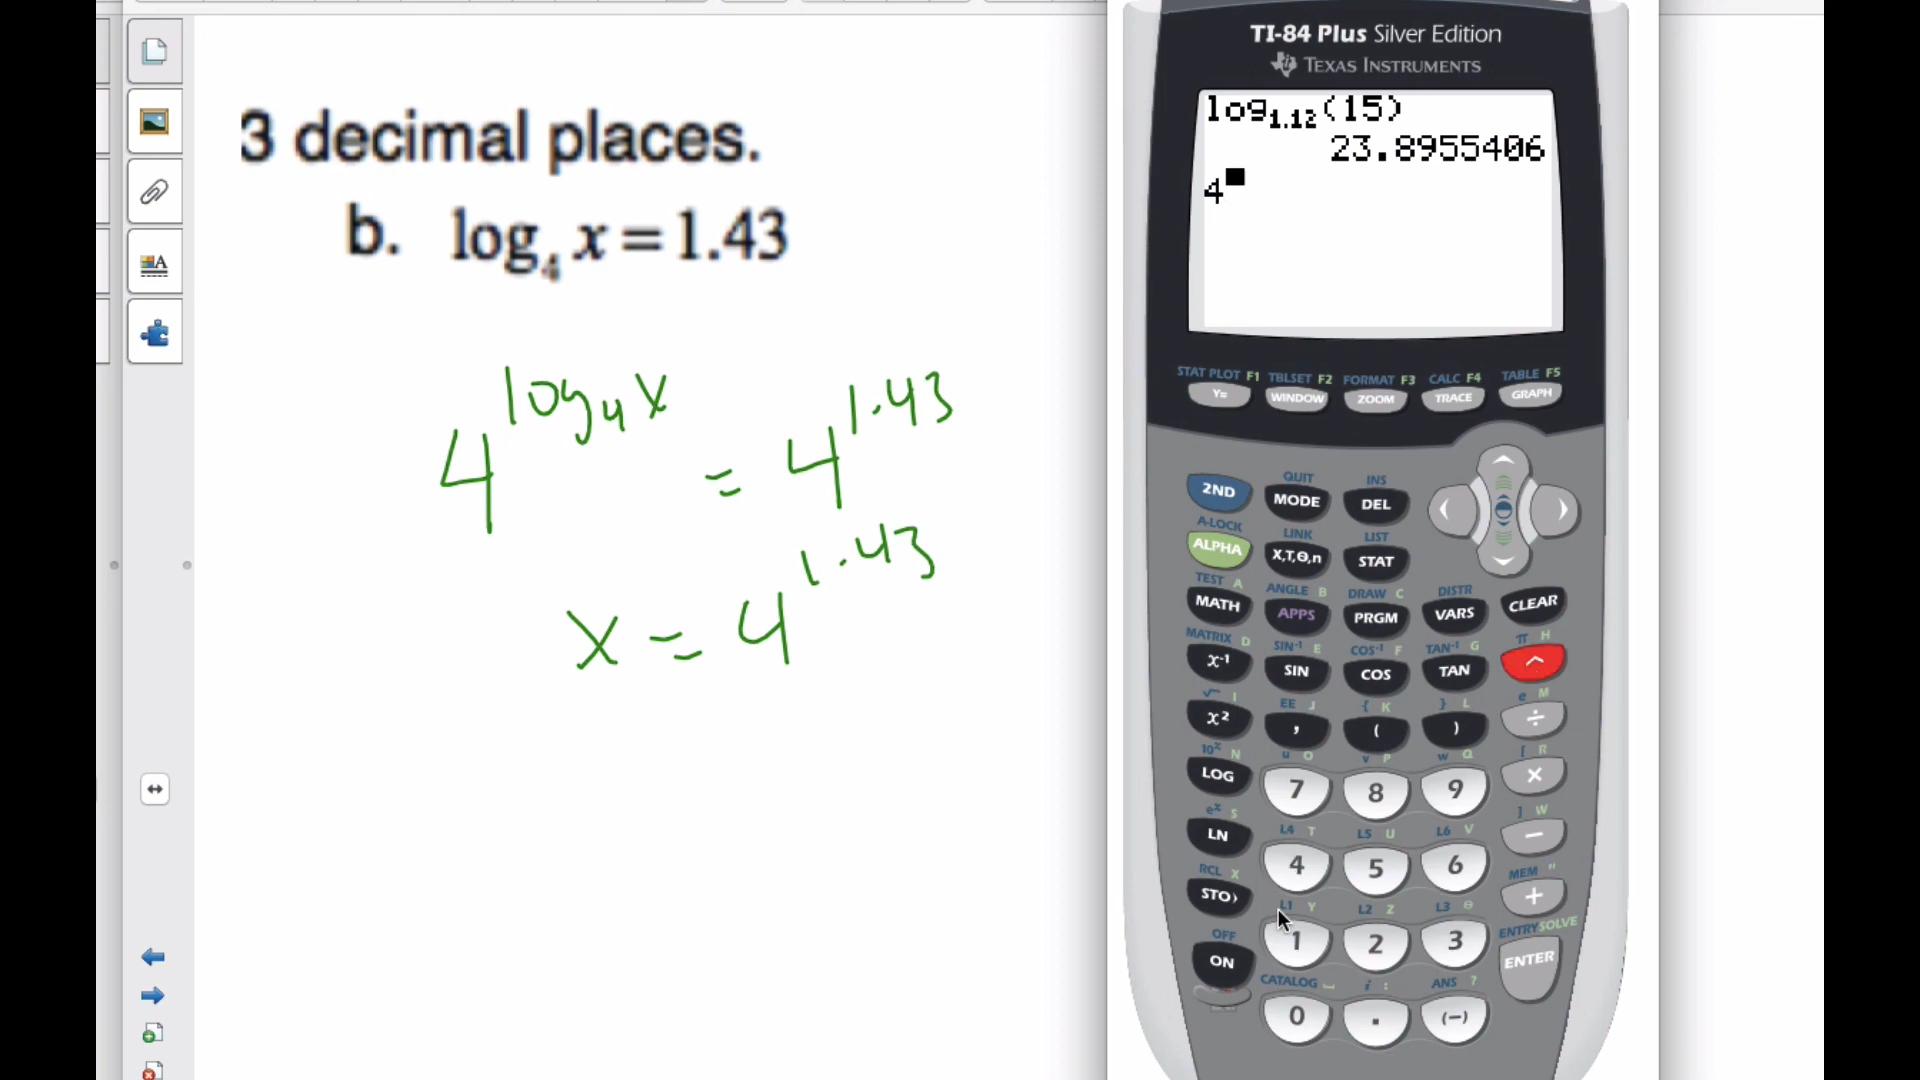 3 decimal places.
b. log₄ x = 1.43
4^log₄x = 4^1.43
x = 4^1.43
TI-84 Plus Silver Edition
TEXAS INSTRUMENTS
log₁.₁₂(15)
23.8955406
4
STAT PLOT F1 TBLSET F2 FORMAT F3 CALC F4 TABLE F5
Y= WINDOW ZOOM TRACE GRAPH
QUIT INS
2ND MODE DEL
A-LOCK LINK LIST
ALPHA X,T,Θ,n STAT
TEST A ANGLE B DRAW C DISTR
MATH APPS PRGM VARS CLEAR
MATRIX D SIN⁻¹ E COS⁻¹ F TAN⁻¹ G π H
x⁻¹ SIN COS TAN ^
√ I EE J { K } L e M
x² , ( ) ÷
10ˣ N u O v P w Q [ R
LOG 7 8 9 ×
eˣ S L4 T L5 U L6 V ] W
LN 4 5 6 −
RCL X L1 Y L2 Z L3 θ MEM "
STO› 1 2 3 +
OFF CATALOG ⎵ i : ANS ? ENTRY SOLVE
ON 0 . (−) ENTER